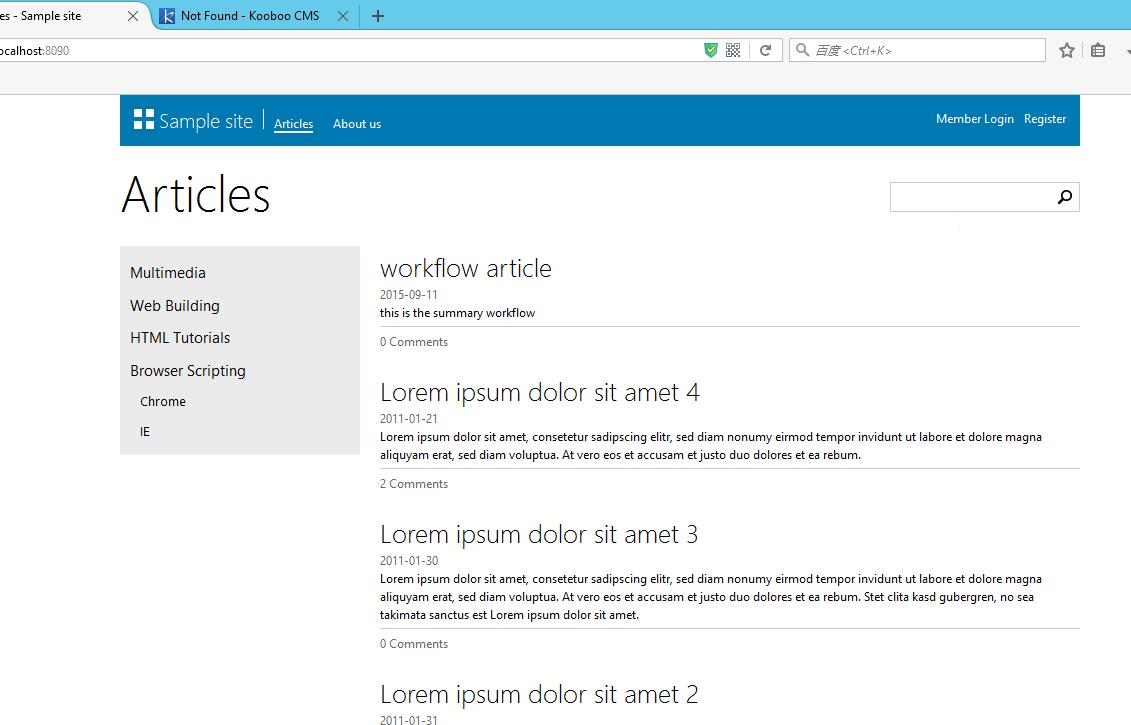 es - Sample site
Not Found - Kooboo CMS
ocalhost:8090
百度 <Ctrl+K>
Sample site
Articles
About us
Member Login
Register
Articles
Multimedia
Web Building
HTML Tutorials
Browser Scripting
Chrome
IE
workflow article
2015-09-11
this is the summary workflow
0 Comments
Lorem ipsum dolor sit amet 4
2011-01-21
Lorem ipsum dolor sit amet, consetetur sadipscing elitr, sed diam nonumy eirmod tempor invidunt ut labore et dolore magna
aliquyam erat, sed diam voluptua. At vero eos et accusam et justo duo dolores et ea rebum.
2 Comments
Lorem ipsum dolor sit amet 3
2011-01-30
Lorem ipsum dolor sit amet, consetetur sadipscing elitr, sed diam nonumy eirmod tempor invidunt ut labore et dolore magna
aliquyam erat, sed diam voluptua. At vero eos et accusam et justo duo dolores et ea rebum. Stet clita kasd gubergren, no sea
takimata sanctus est Lorem ipsum dolor sit amet.
0 Comments
Lorem ipsum dolor sit amet 2
2011-01-31